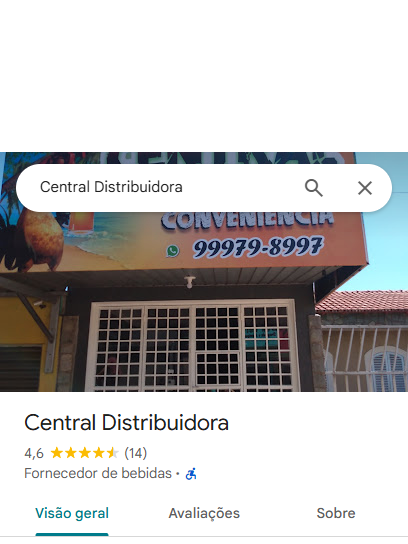 Central Distribuidora
CONVENIÊNCIA
99979-8997
Central Distribuidora
4,6 (14)
Fornecedor de bebidas ·
Visão geral Avaliações Sobre